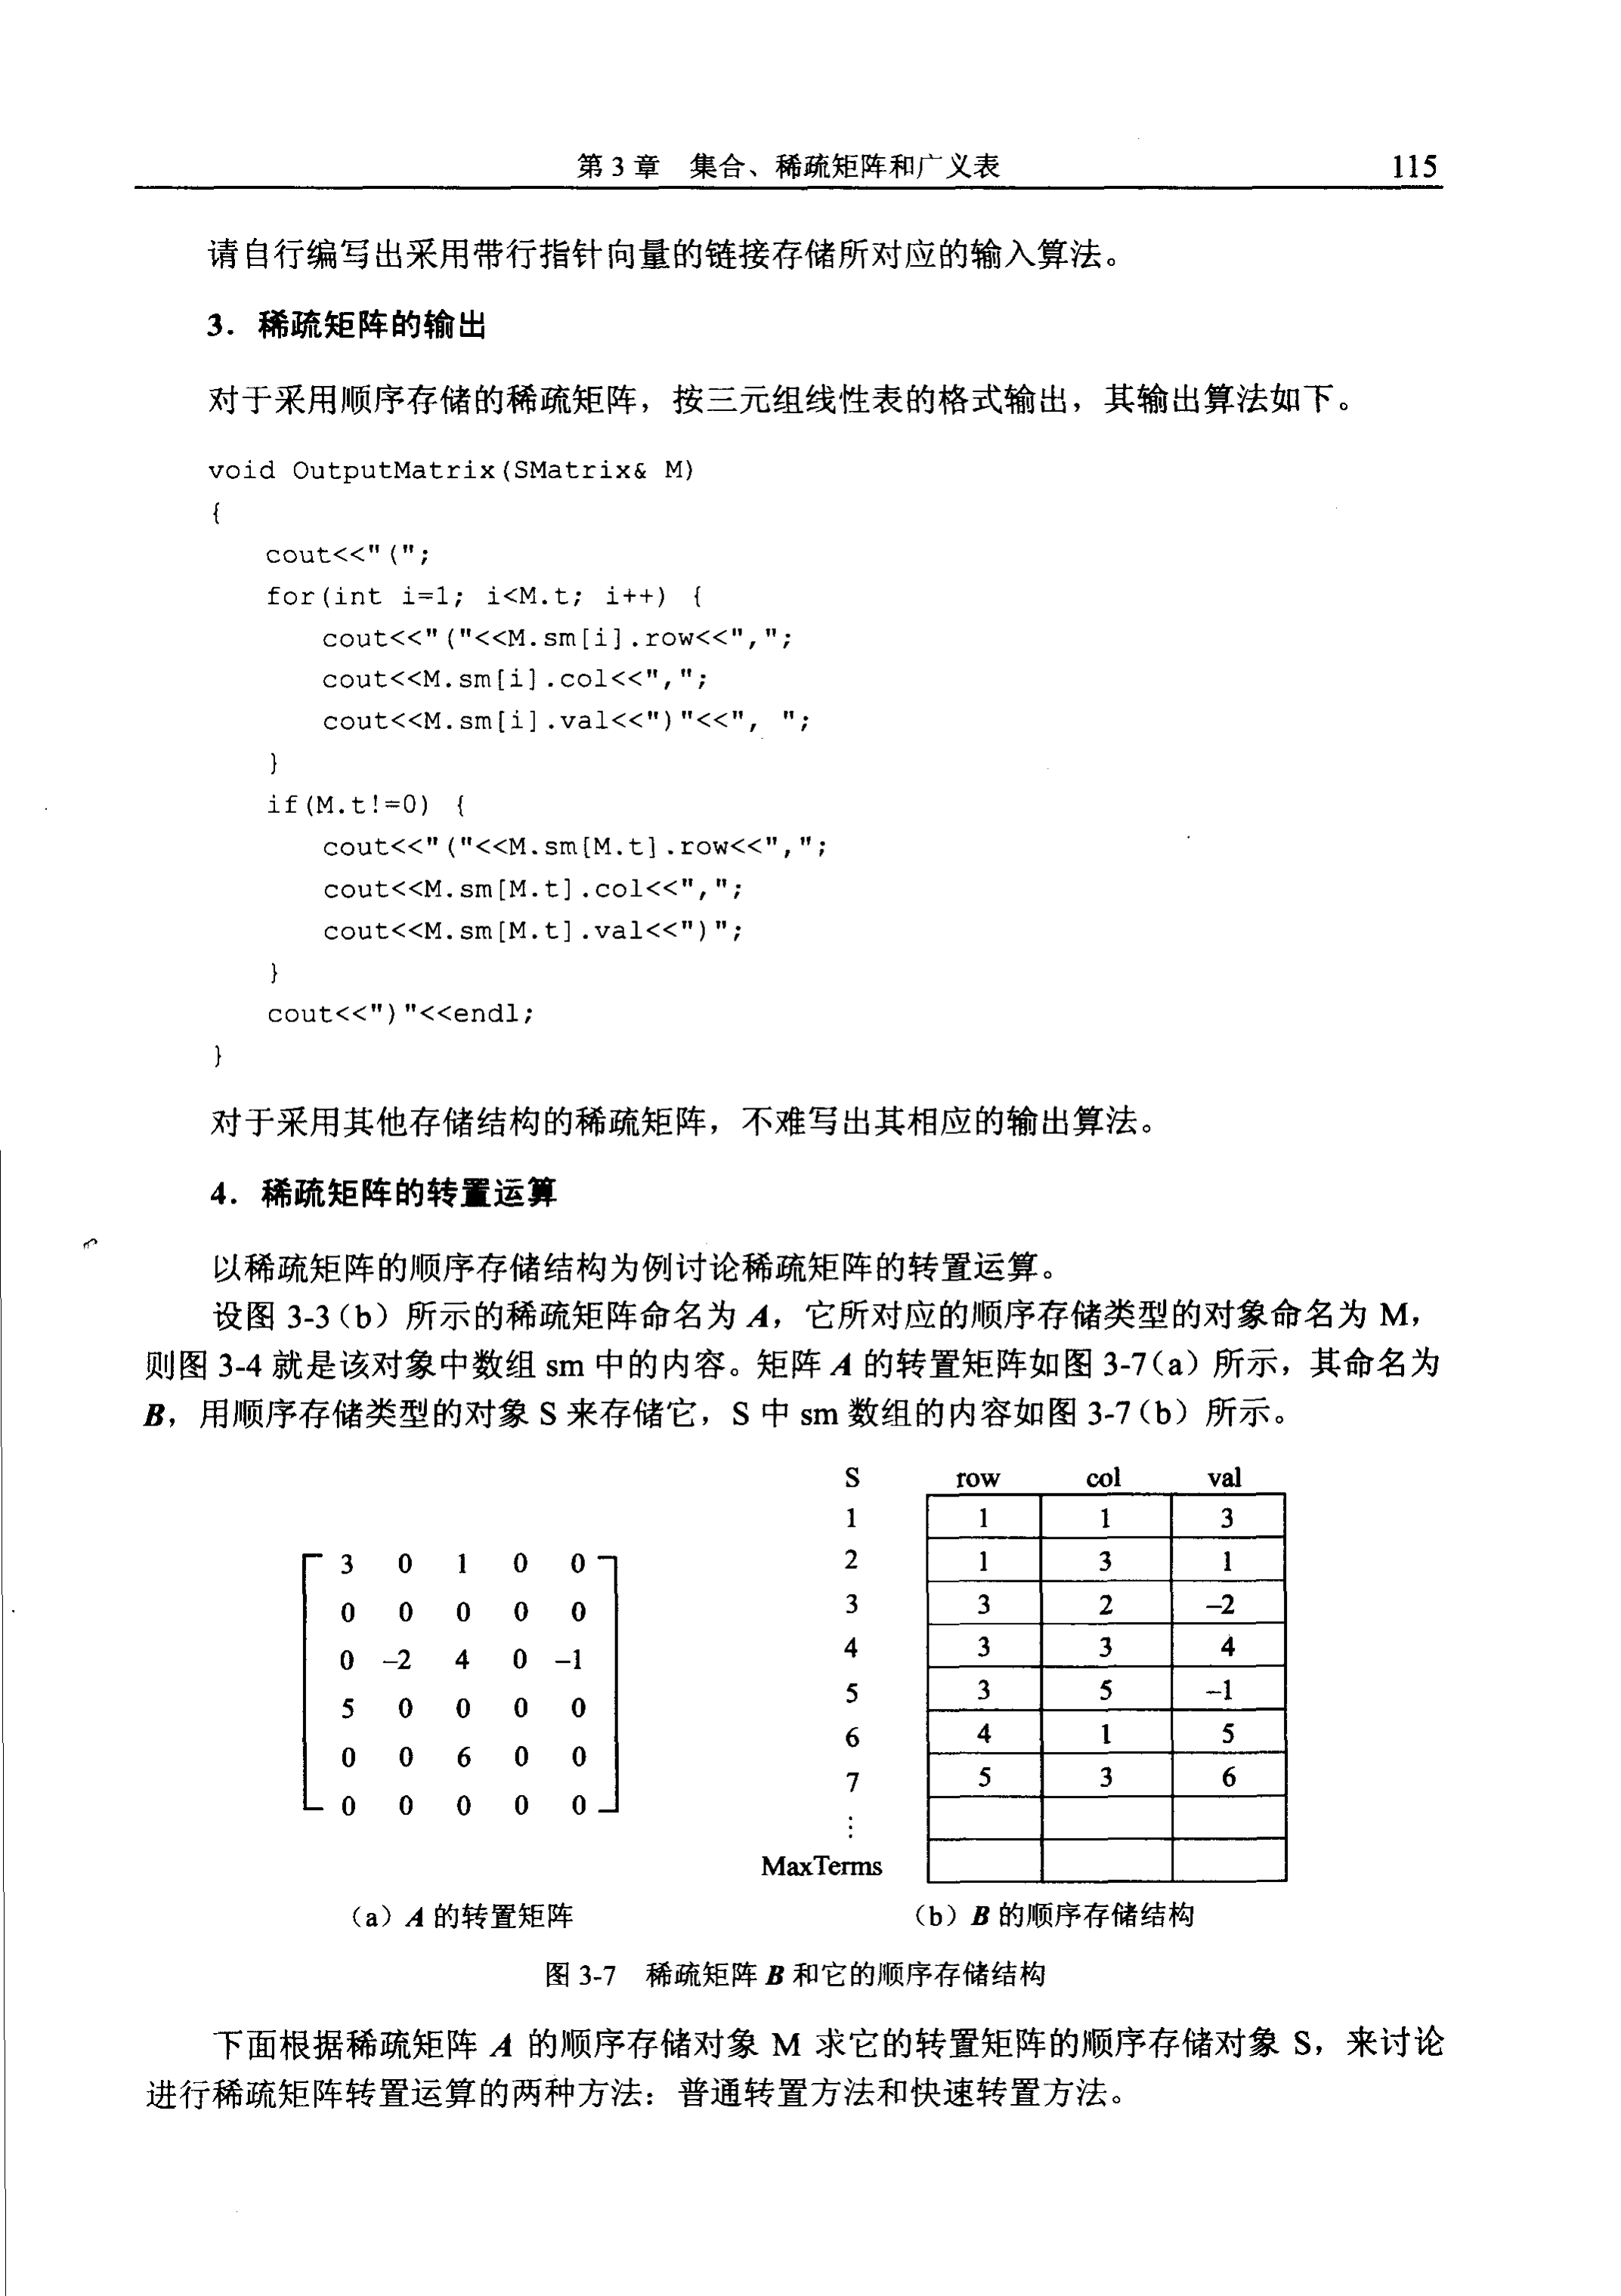 第 3 章 集合、稀疏矩阵和广义表 115
请自行编写出采用带行指针向量的链接存储所对应的输入算法。
3．稀疏矩阵的输出
对于采用顺序存储的稀疏矩阵，按三元组线性表的格式输出，其输出算法如下。
void OutputMatrix(SMatrix& M)
{
cout<<"(";
for(int i=1; i<M.t; i++) {
cout<<"("<<M.sm[i].row<<",";
cout<<M.sm[i].col<<",";
cout<<M.sm[i].val<<")"<<", ";
}
if(M.t!=0) {
cout<<"("<<M.sm[M.t].row<<",";
cout<<M.sm[M.t].col<<",";
cout<<M.sm[M.t].val<<")";
}
cout<<")"<<endl;
}
对于采用其他存储结构的稀疏矩阵，不难写出其相应的输出算法。
4．稀疏矩阵的转置运算
以稀疏矩阵的顺序存储结构为例讨论稀疏矩阵的转置运算。
设图 3-3（b）所示的稀疏矩阵命名为 A，它所对应的顺序存储类型的对象命名为 M，
则图 3-4 就是该对象中数组 sm 中的内容。矩阵 A 的转置矩阵如图 3-7（a）所示，其命名为
B，用顺序存储类型的对象 S 来存储它，S 中 sm 数组的内容如图 3-7（b）所示。
3 0 1 0 0
0 0 0 0 0
0 -2 4 0 -1
5 0 0 0 0
0 0 6 0 0
0 0 0 0 0
（a）A 的转置矩阵
S row col val
1 1 1 3
2 1 3 1
3 3 2 -2
4 3 3 4
5 3 5 -1
6 4 1 5
7 5 3 6
⋮
MaxTerms
（b）B 的顺序存储结构
图 3-7 稀疏矩阵 B 和它的顺序存储结构
下面根据稀疏矩阵 A 的顺序存储对象 M 求它的转置矩阵的顺序存储对象 S，来讨论
进行稀疏矩阵转置运算的两种方法：普通转置方法和快速转置方法。